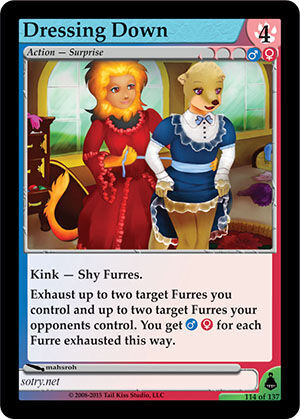 Dressing Down
4
Action — Surprise
Kink — Shy Furres.
Exhaust up to two target Furres you
control and up to two target Furres your
opponents control. You get ♂ ♀ for each
Furre exhausted this way.
mahsroh
sotry.net
114 of 137
© 2008-2015 Tail Kiss Studio, LLC